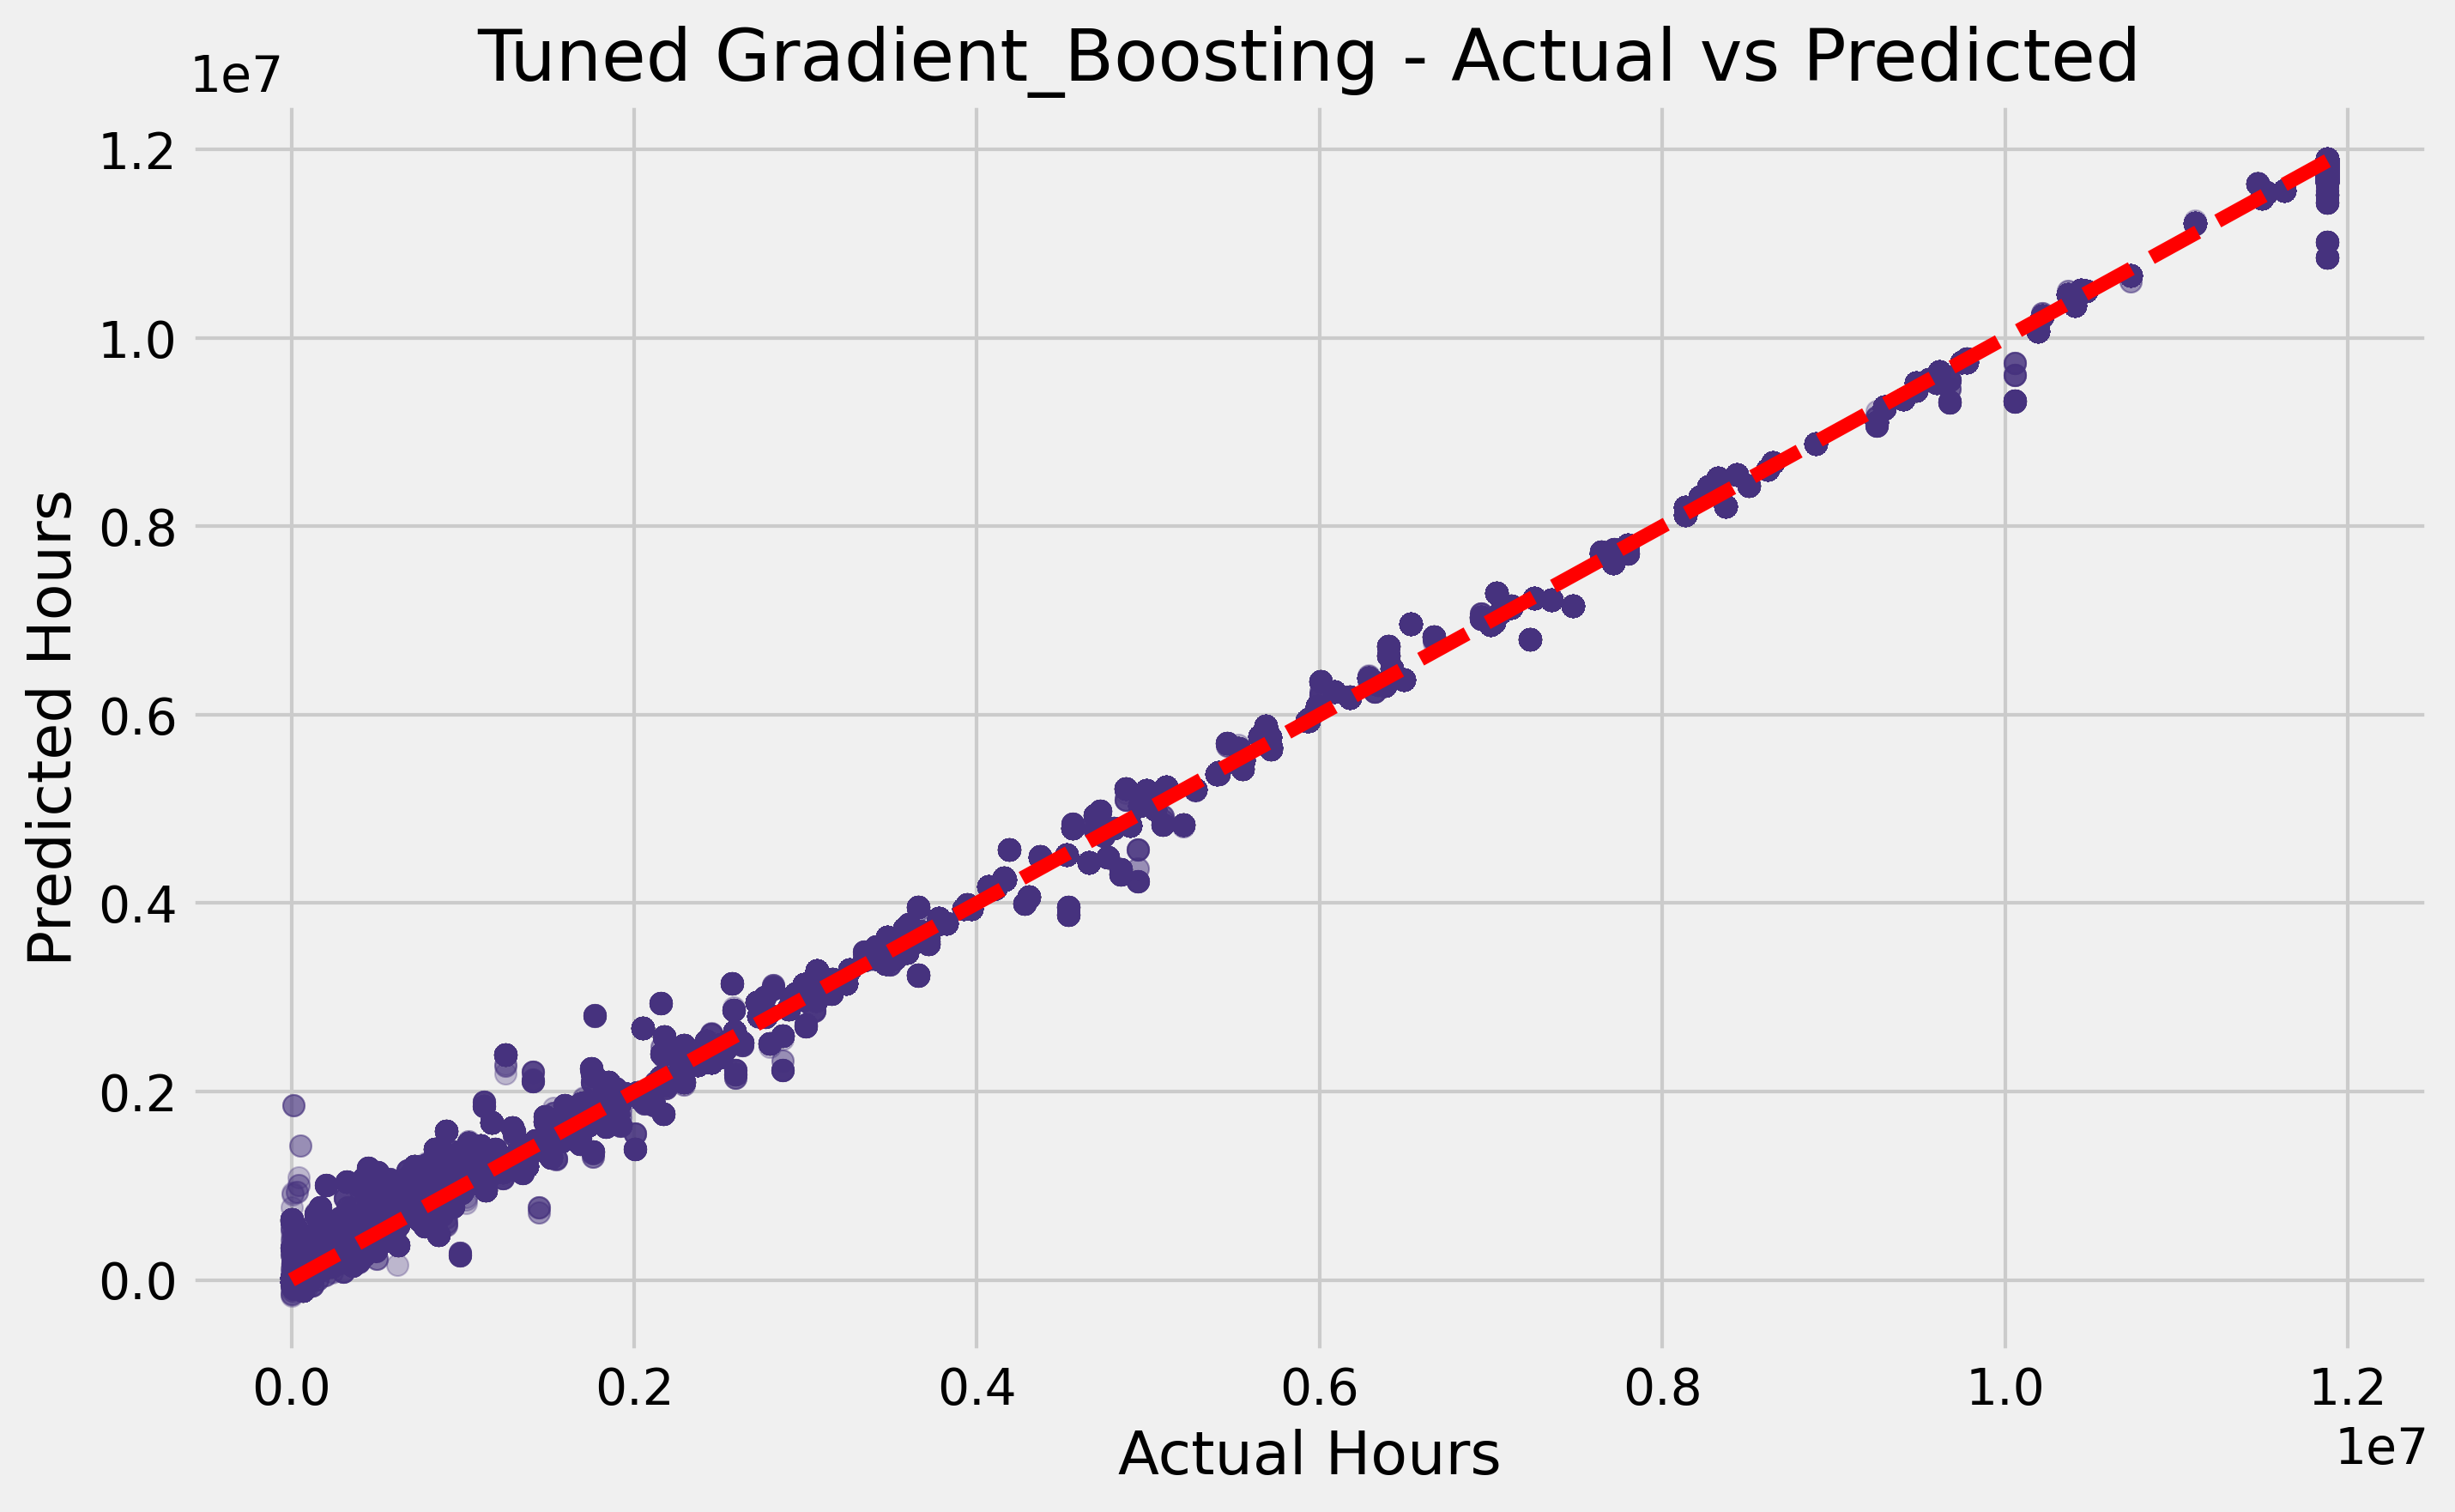 Tuned Gradient_Boosting - Actual vs Predicted
1e7
1.2
1.0
0.8
0.6
0.4
0.2
0.0
Predicted Hours
0.0 0.2 0.4 0.6 0.8 1.0 1.2
1e7
Actual Hours